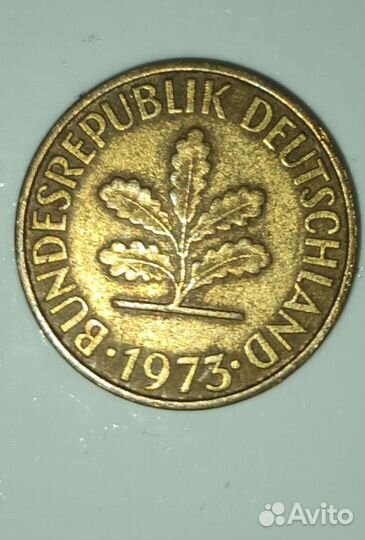 BUNDESREPUBLIK DEUTSCHLAND
· 1973 ·
Avito